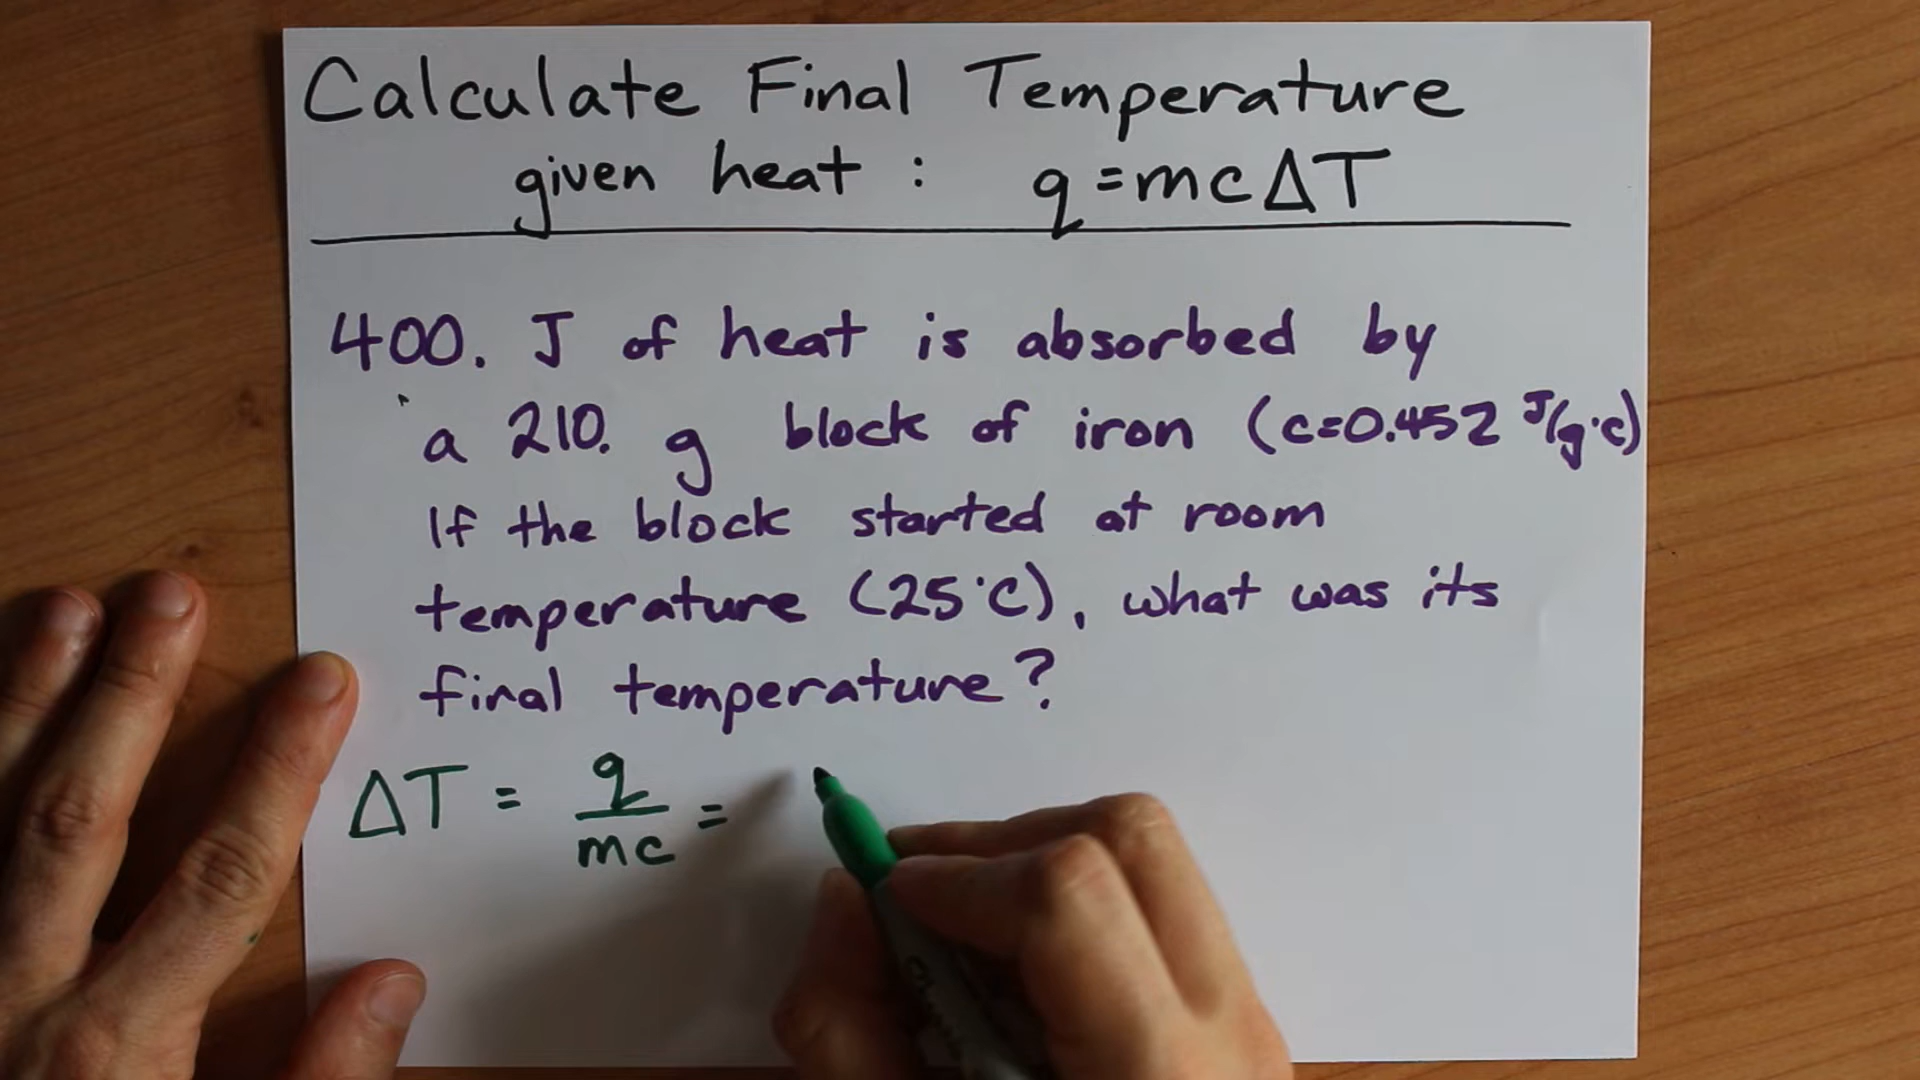 Calculate Final Temperature
given heat : q = mcΔT
400. J of heat is absorbed by
a 210. g block of iron (c=0.452 J/g·c)
If the block started at room
temperature (25°C), what was its
final temperature?
ΔT = q/mc =